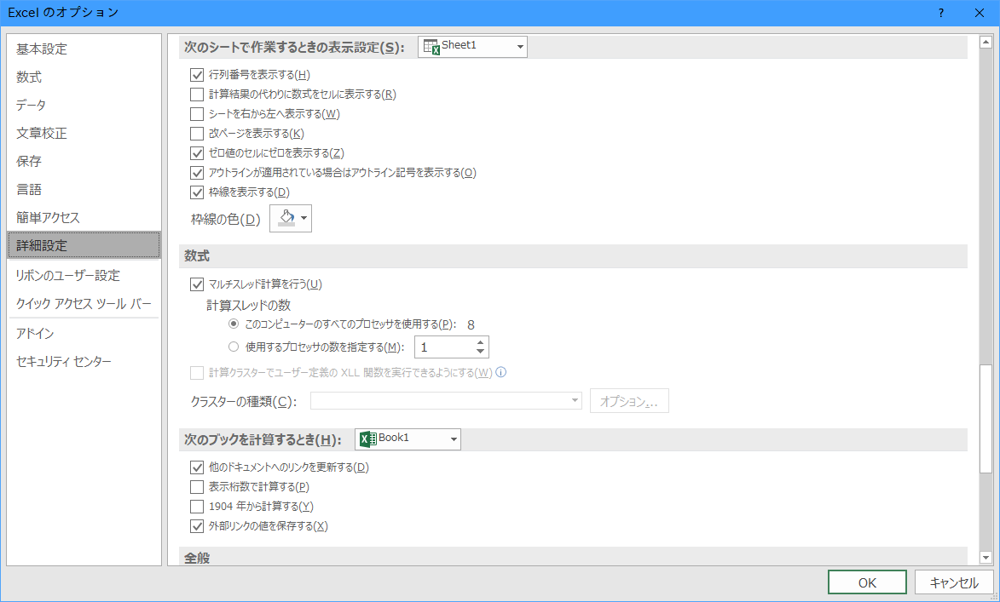 Excel のオプション
?
基本設定
数式
データ
文章校正
保存
言語
簡単アクセス
詳細設定
リボンのユーザー設定
クイック アクセス ツール バー
アドイン
セキュリティ センター
次のシートで作業するときの表示設定(S): Sheet1
行列番号を表示する(H)
計算結果の代わりに数式をセルに表示する(R)
シートを右から左へ表示する(W)
改ページを表示する(K)
ゼロ値のセルにゼロを表示する(Z)
アウトラインが適用されている場合はアウトライン記号を表示する(O)
枠線を表示する(D)
枠線の色(D)
数式
マルチスレッド計算を行う(U)
計算スレッドの数
このコンピューターのすべてのプロセッサを使用する(P): 8
使用するプロセッサの数を指定する(M): 1
計算クラスターでユーザー定義の XLL 関数を実行できるようにする(W)
クラスターの種類(C): オプション...
次のブックを計算するとき(H): Book1
他のドキュメントへのリンクを更新する(D)
表示桁数で計算する(P)
1904 年から計算する(Y)
外部リンクの値を保存する(X)
全般
OK キャンセル